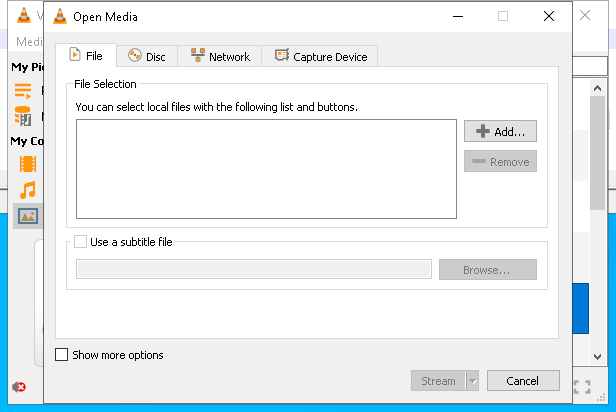 Open Media
Medi
File
Disc
Network
Capture Device
My Pi
File Selection
You can select local files with the following list and buttons.
Add...
Remove
My Co
Use a subtitle file
Browse...
Show more options
Stream
Cancel